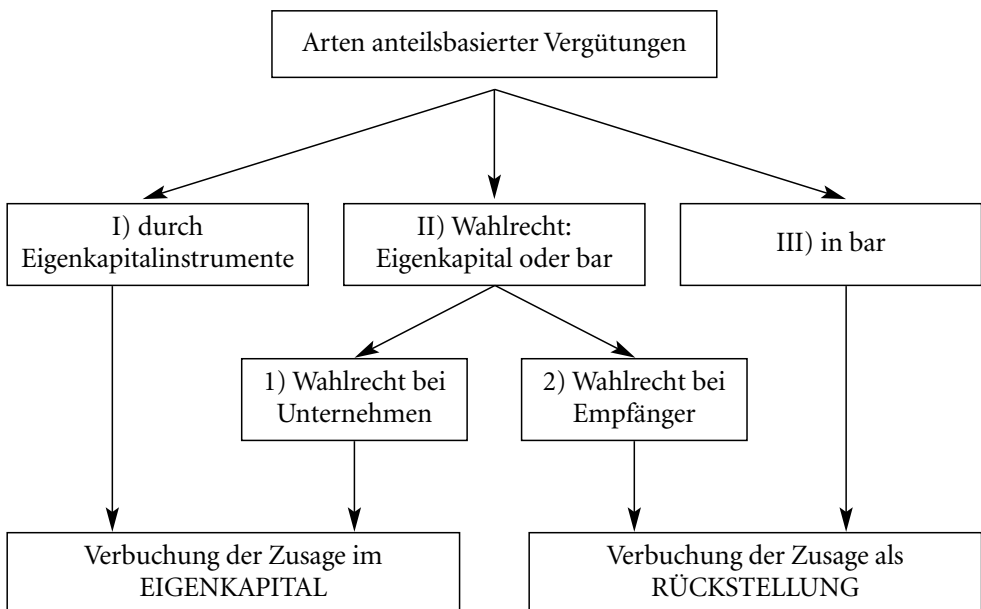 Arten anteilsbasierter Vergütungen
I) durch
Eigenkapitalinstrumente
II) Wahlrecht:
Eigenkapital oder bar
III) in bar
1) Wahlrecht bei
Unternehmen
2) Wahlrecht bei
Empfänger
Verbuchung der Zusage im
EIGENKAPITAL
Verbuchung der Zusage als
RÜCKSTELLUNG